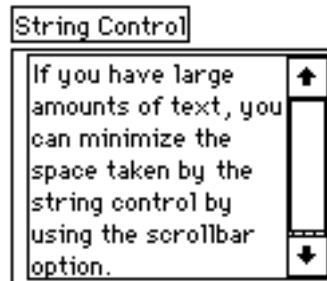 String Control
If you have large
amounts of text, you
can minimize the
space taken by the
string control by
using the scrollbar
option.